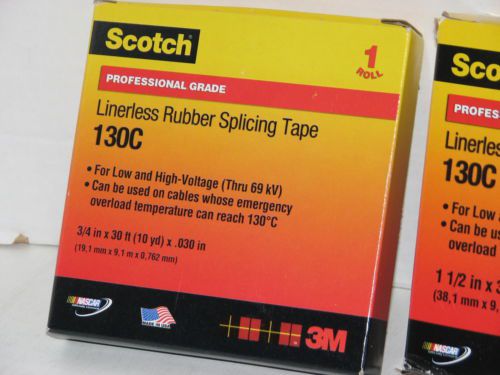 Scotch
1
ROLL
PROFESSIONAL GRADE
Linerless Rubber Splicing Tape
130C
• For Low and High-Voltage (Thru 69 kV)
• Can be used on cables whose emergency
overload temperature can reach 130°C
3/4 in x 30 ft (10 yd) x .030 in
(19,1 mm x 9,1 m x 0,762 mm)
NASCAR
MADE IN U.S.A.
3M
Sco
PROFES
Linerles
130C
• For Low
• Can be us
overload
1 1/2 in x 3
(38,1 mm x 9,
NASCAR